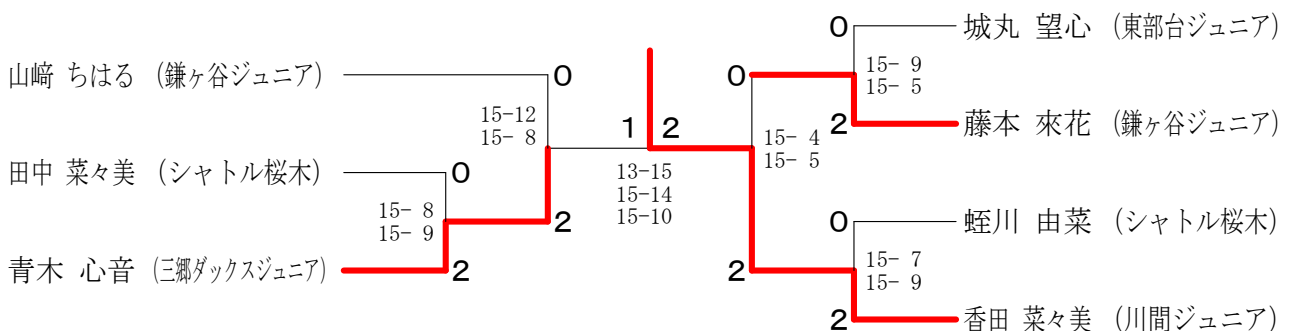 山﨑 ちはる (鎌ヶ谷ジュニア)
0
15-12
15- 8
田中 菜々美 (シャトル桜木)
0
15- 8
15- 9
2
青木 心音 (三郷ダックスジュニア)
2
1 2
13-15
15-14
15-10
0 城丸 望心 (東部台ジュニア)
15- 9
15- 5
2 藤本 來花 (鎌ヶ谷ジュニア)
0
15- 4
15- 5
2
0 蛭川 由菜 (シャトル桜木)
15- 7
15- 9
2 香田 菜々美 (川間ジュニア)